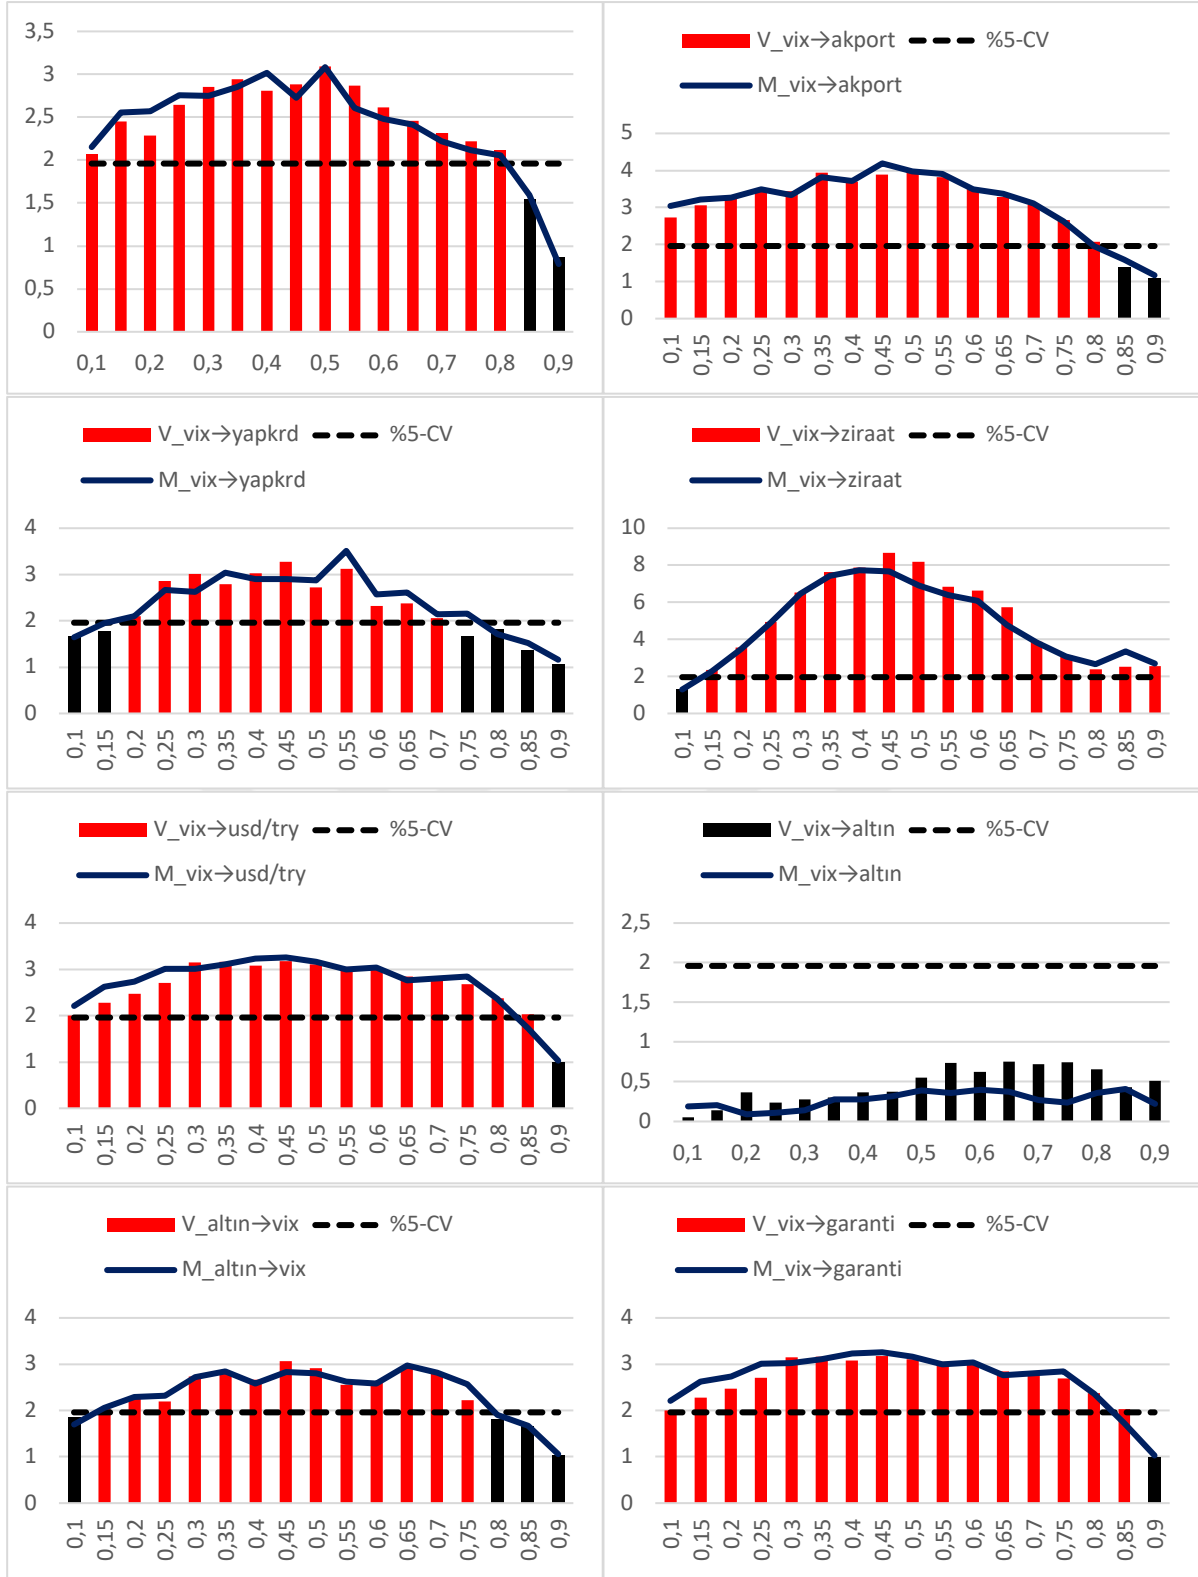 3,5
3
2,5
2
1,5
1
0,5
0
0,1 0,2 0,3 0,4 0,5 0,6 0,7 0,8 0,9
V_vix→akport %5-CV
M_vix→akport
5
4
3
2
1
0
0,1 0,15 0,2 0,25 0,3 0,35 0,4 0,45 0,5 0,55 0,6 0,65 0,7 0,75 0,8 0,85 0,9
V_vix→yapkrd %5-CV
M_vix→yapkrd
4
3
2
1
0
0,1 0,15 0,2 0,25 0,3 0,35 0,4 0,45 0,5 0,55 0,6 0,65 0,7 0,75 0,8 0,85 0,9
V_vix→ziraat %5-CV
M_vix→ziraat
10
8
6
4
2
0
0,1 0,15 0,2 0,25 0,3 0,35 0,4 0,45 0,5 0,55 0,6 0,65 0,7 0,75 0,8 0,85 0,9
V_vix→usd/try %5-CV
M_vix→usd/try
4
3
2
1
0
0,1 0,15 0,2 0,25 0,3 0,35 0,4 0,45 0,5 0,55 0,6 0,65 0,7 0,75 0,8 0,85 0,9
V_vix→altın %5-CV
M_vix→altın
2,5
2
1,5
1
0,5
0
0,1 0,2 0,3 0,4 0,5 0,6 0,7 0,8 0,9
V_altın→vix %5-CV
M_altın→vix
4
3
2
1
0
0,1 0,15 0,2 0,25 0,3 0,35 0,4 0,45 0,5 0,55 0,6 0,65 0,7 0,75 0,8 0,85 0,9
V_vix→garanti %5-CV
M_vix→garanti
4
3
2
1
0
0,1 0,15 0,2 0,25 0,3 0,35 0,4 0,45 0,5 0,55 0,6 0,65 0,7 0,75 0,8 0,85 0,9